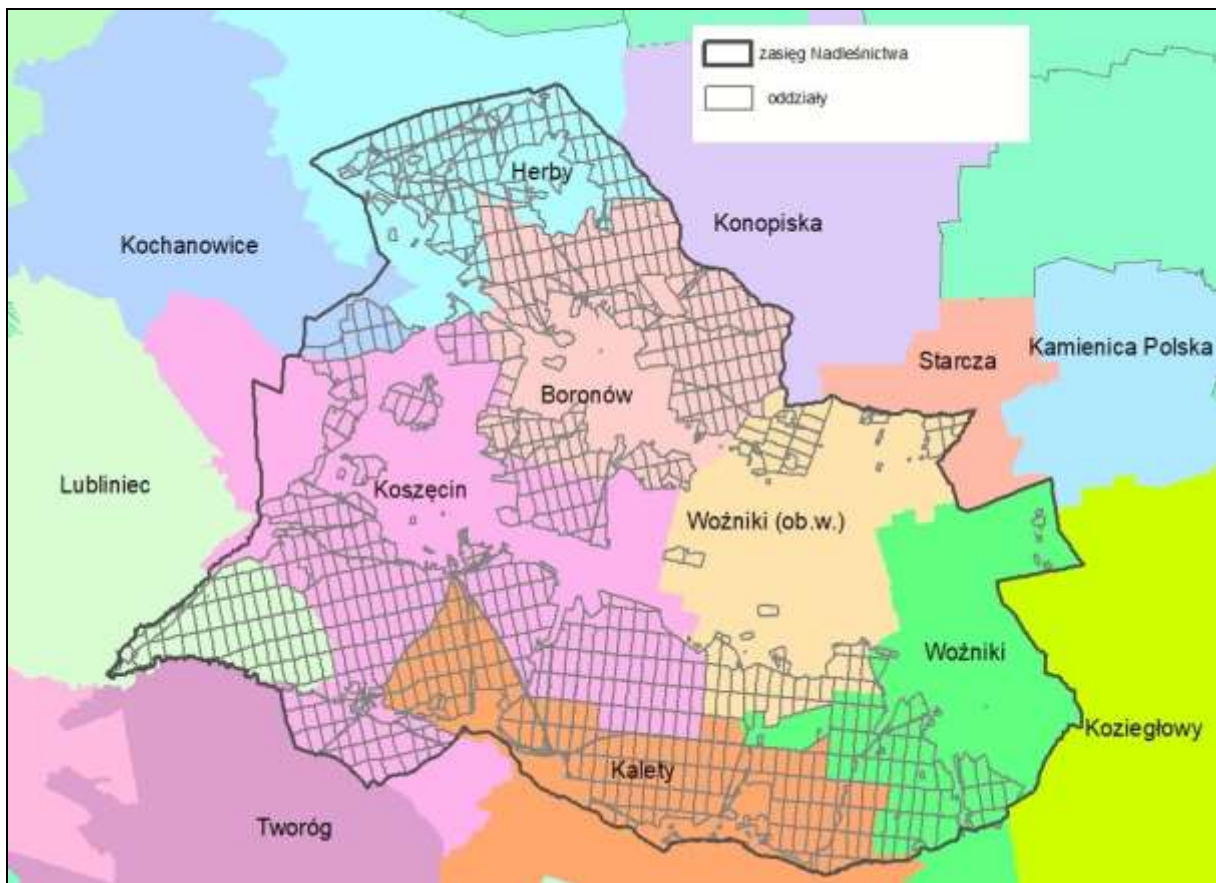 zasięg Nadleśnictwa
oddziały
Herby
Konopiska
Kochanowice
Starcza
Kamienica Polska
Boronów
Lubliniec
Koszęcin
Woźniki (ob.w.)
Woźniki
Koziegłowy
Kalety
Tworóg